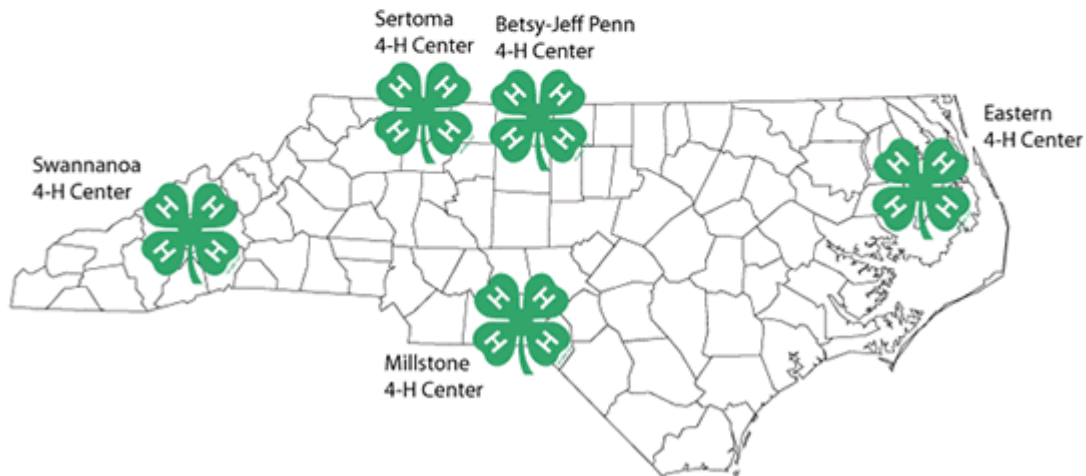 Sertoma
4-H Center
Betsy-Jeff Penn
4-H Center
Eastern
4-H Center
Swannanoa
4-H Center
Millstone
4-H Center
H H
H H
H H
H H
H H
H H
H H
H H
H H
H H